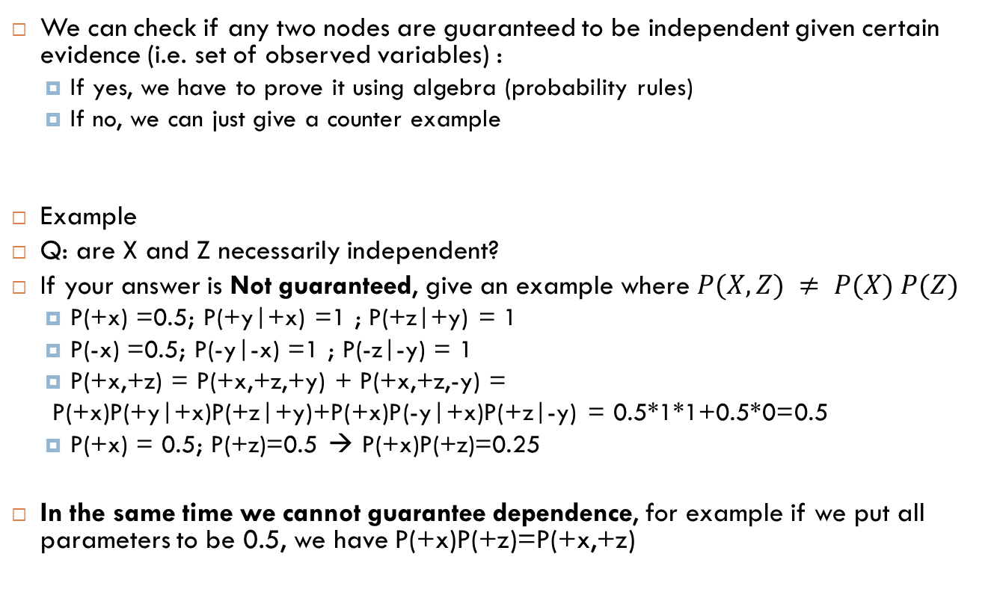 We can check if any two nodes are guaranteed to be independent given certain
evidence (i.e. set of observed variables) :
If yes, we have to prove it using algebra (probability rules)
If no, we can just give a counter example
Example
Q: are X and Z necessarily independent?
If your answer is Not guaranteed, give an example where P(X,Z) ≠ P(X) P(Z)
P(+x) =0.5; P(+y|+x) =1 ; P(+z|+y) = 1
P(-x) =0.5; P(-y|-x) =1 ; P(-z|-y) = 1
P(+x,+z) = P(+x,+z,+y) + P(+x,+z,-y) =
P(+x)P(+y|+x)P(+z|+y)+P(+x)P(-y|+x)P(+z|-y) = 0.5*1*1+0.5*0=0.5
P(+x) = 0.5; P(+z)=0.5 → P(+x)P(+z)=0.25
In the same time we cannot guarantee dependence, for example if we put all
parameters to be 0.5, we have P(+x)P(+z)=P(+x,+z)